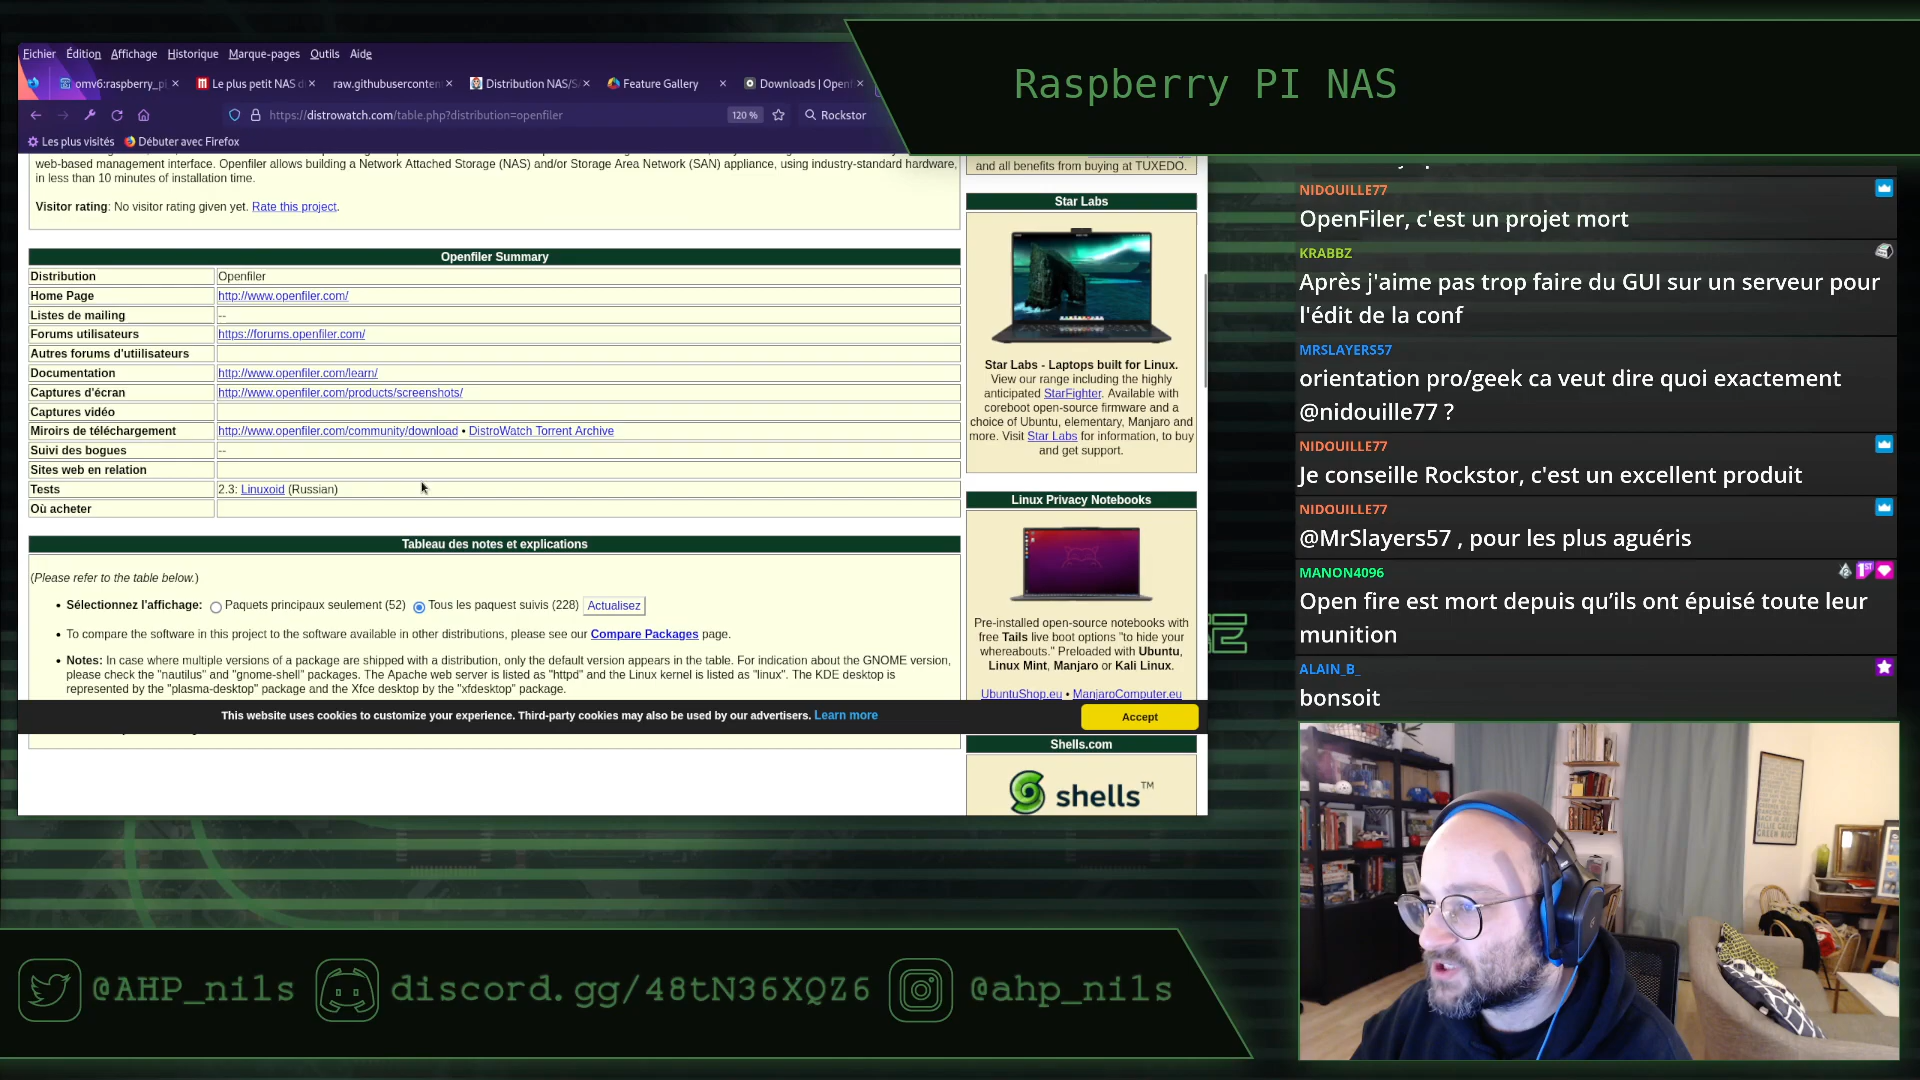 Raspberry PI NAS
Fichier Édition Affichage Historique Marque-pages Outils Aide
omv6:raspberry_pi Le plus petit NAS d raw.githubusercontent Distribution NAS/S Feature Gallery Downloads | Openf
https://distrowatch.com/table.php?distribution=openfiler 120 % Rockstor
Les plus visités Débuter avec Firefox
web-based management interface. Openfiler allows building a Network Attached Storage (NAS) and/or Storage Area Network (SAN) appliance, using industry-standard hardware,
in less than 10 minutes of installation time.
Visitor rating: No visitor rating given yet. Rate this project.
Openfiler Summary
Distribution Openfiler
Home Page http://www.openfiler.com/
Listes de mailing --
Forums utilisateurs https://forums.openfiler.com/
Autres forums d'utiilisateurs
Documentation http://www.openfiler.com/learn/
Captures d'écran http://www.openfiler.com/products/screenshots/
Captures vidéo
Miroirs de téléchargement http://www.openfiler.com/community/download • DistroWatch Torrent Archive
Suivi des bogues --
Sites web en relation
Tests 2.3: Linuxoid (Russian)
Où acheter
Tableau des notes et explications
(Please refer to the table below.)
• Sélectionnez l'affichage: Paquets principaux seulement (52) Tous les paquest suivis (228) Actualisez
• To compare the software in this project to the software available in other distributions, please see our Compare Packages page.
• Notes: In case where multiple versions of a package are shipped with a distribution, only the default version appears in the table. For indication about the GNOME version,
please check the "nautilus" and "gnome-shell" packages. The Apache web server is listed as "httpd" and the Linux kernel is listed as "linux". The KDE desktop is
represented by the "plasma-desktop" package and the Xfce desktop by the "xfdesktop" package.
This website uses cookies to customize your experience. Third-party cookies may also be used by our advertisers. Learn more
Accept
and all benefits from buying at TUXEDO.
Star Labs
Star Labs - Laptops built for Linux.
View our range including the highly
anticipated StarFighter. Available with
coreboot open-source firmware and a
choice of Ubuntu, elementary, Manjaro and
more. Visit Star Labs for information, to buy
and get support.
Linux Privacy Notebooks
Pre-installed open-source notebooks with
free Tails live boot options "to hide your
whereabouts." Preloaded with Ubuntu,
Linux Mint, Manjaro or Kali Linux.
UbuntuShop.eu • ManjaroComputer.eu
Shells.com
shells™
NIDOUILLE77
OpenFiler, c'est un projet mort
KRABBZ
Après j'aime pas trop faire du GUI sur un serveur pour
l'édit de la conf
MRSLAYERS57
orientation pro/geek ca veut dire quoi exactement
@nidouille77 ?
NIDOUILLE77
Je conseille Rockstor, c'est un excellent produit
NIDOUILLE77
@MrSlayers57 , pour les plus aguéris
MANON4096
Open fire est mort depuis qu’ils ont épuisé toute leur
munition
ALAIN_B_
bonsoit
@AHP_nils discord.gg/48tN36XQZ6 @ahp_nils